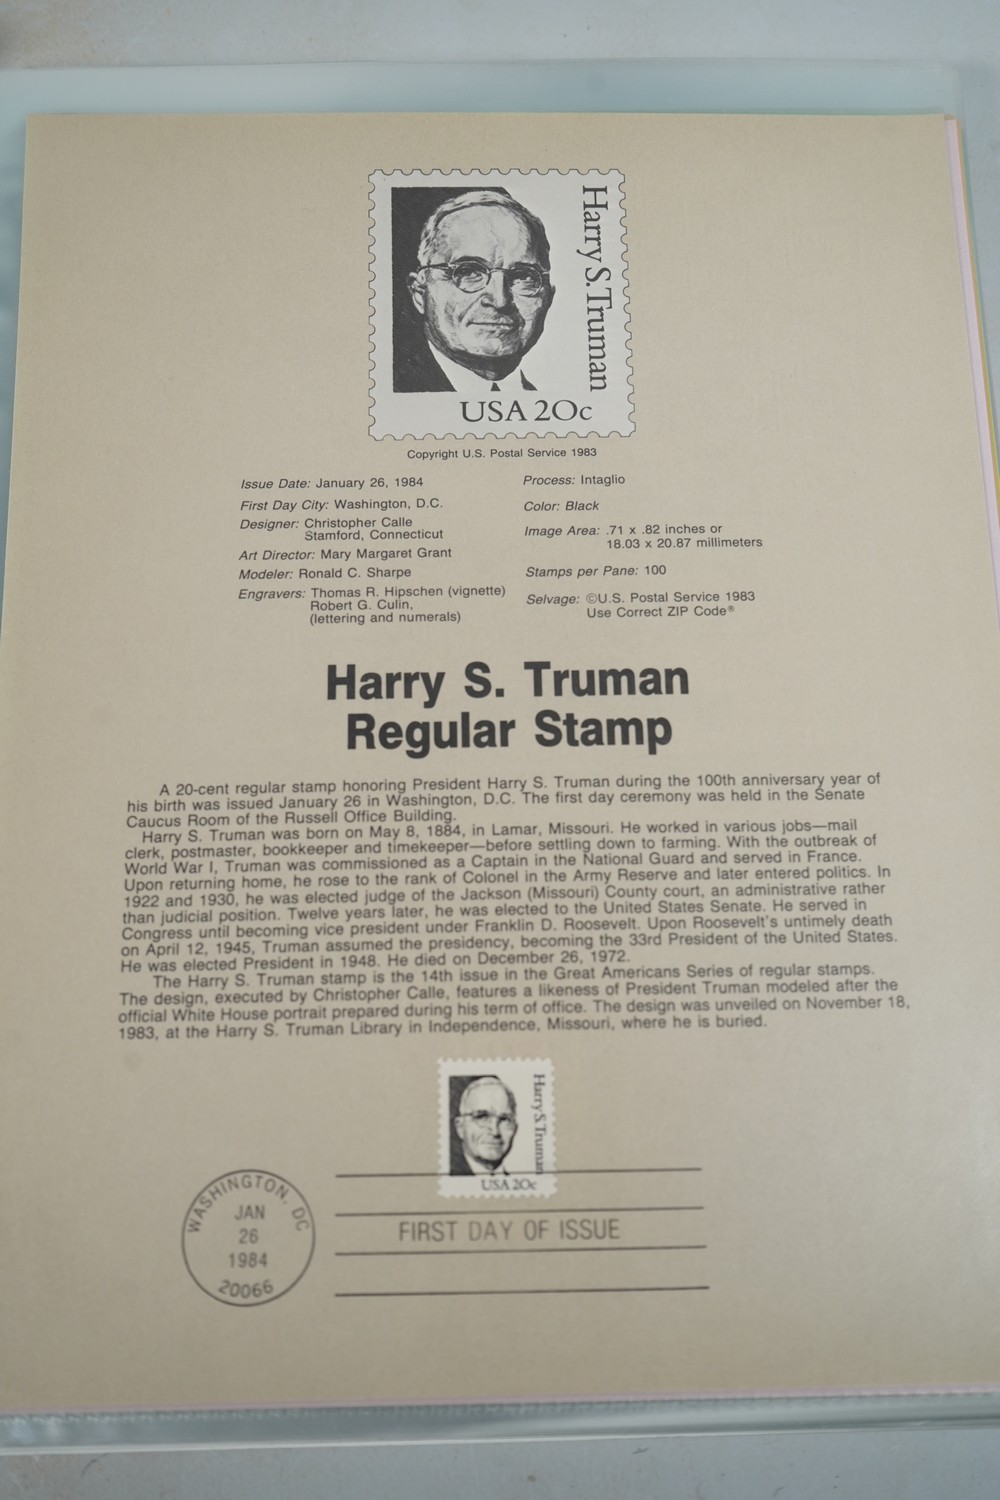 Harry S. Truman
USA 20c
Copyright U.S. Postal Service 1983
Issue Date: January 26, 1984
First Day City: Washington, D.C.
Designer: Christopher Calle
Stamford, Connecticut
Art Director: Mary Margaret Grant
Modeler: Ronald C. Sharpe
Engravers: Thomas R. Hipschen (vignette)
Robert G. Culin,
(lettering and numerals)
Process: Intaglio
Color: Black
Image Area: .71 x .82 inches or
18.03 x 20.87 millimeters
Stamps per Pane: 100
Selvage: ©U.S. Postal Service 1983
Use Correct ZIP Code®
Harry S. Truman
Regular Stamp
A 20-cent regular stamp honoring President Harry S. Truman during the 100th anniversary year of
his birth was issued January 26 in Washington, D.C. The first day ceremony was held in the Senate
Caucus Room of the Russell Office Building.
Harry S. Truman was born on May 8, 1884, in Lamar, Missouri. He worked in various jobs—mail
clerk, postmaster, bookkeeper and timekeeper—before settling down to farming. With the outbreak of
World War I, Truman was commissioned as a Captain in the National Guard and served in France.
Upon returning home, he rose to the rank of Colonel in the Army Reserve and later entered politics. In
1922 and 1930, he was elected judge of the Jackson (Missouri) County court, an administrative rather
than judicial position. Twelve years later, he was elected to the United States Senate. He served in
Congress until becoming vice president under Franklin D. Roosevelt. Upon Roosevelt's untimely death
on April 12, 1945, Truman assumed the presidency, becoming the 33rd President of the United States.
He was elected President in 1948. He died on December 26, 1972.
The Harry S. Truman stamp is the 14th issue in the Great Americans Series of regular stamps.
The design, executed by Christopher Calle, features a likeness of President Truman modeled after the
official White House portrait prepared during his term of office. The design was unveiled on November 18,
1983, at the Harry S. Truman Library in Independence, Missouri, where he is buried.
Harry S. Truman
USA 20c
WASHINGTON, DC
JAN
26
1984
20066
FIRST DAY OF ISSUE